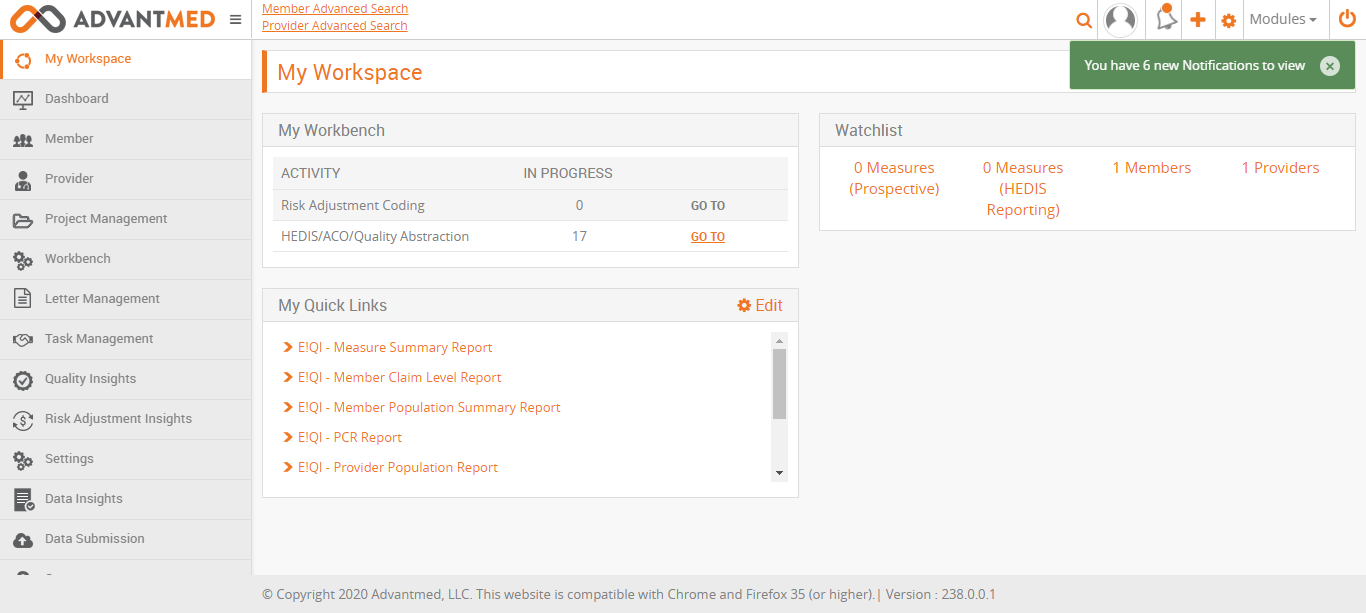 ADVANTMED
Member Advanced Search
Provider Advanced Search
Modules
My Workspace
Dashboard
Member
Provider
Project Management
Workbench
Letter Management
Task Management
Quality Insights
Risk Adjustment Insights
Settings
Data Insights
Data Submission
My Workspace
You have 6 new Notifications to view
My Workbench
ACTIVITY IN PROGRESS
Risk Adjustment Coding 0 GO TO
HEDIS/ACO/Quality Abstraction 17 GO TO
My Quick Links Edit
E!QI - Measure Summary Report
E!QI - Member Claim Level Report
E!QI - Member Population Summary Report
E!QI - PCR Report
E!QI - Provider Population Report
Watchlist
0 Measures
(Prospective)
0 Measures
(HEDIS
Reporting)
1 Members
1 Providers
© Copyright 2020 Advantmed, LLC. This website is compatible with Chrome and Firefox 35 (or higher).| Version : 238.0.0.1